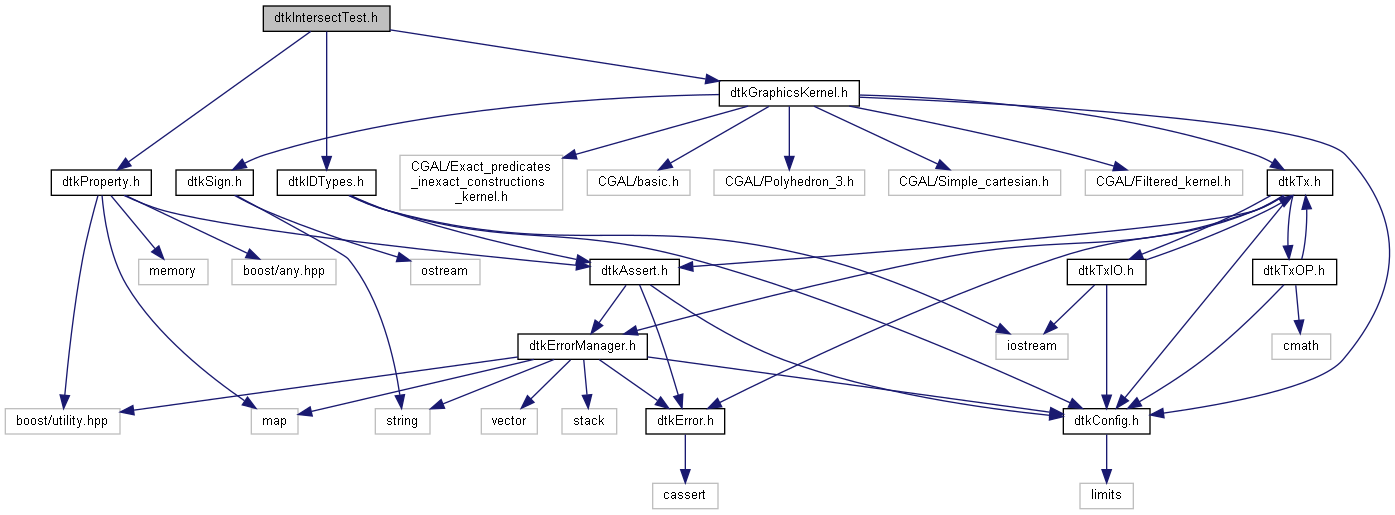 dtkIntersectTest.h
dtkGraphicsKernel.h
dtkProperty.h
dtkSign.h
dtkIDTypes.h
CGAL/Exact_predicates
_inexact_constructions
_kernel.h
CGAL/basic.h
CGAL/Polyhedron_3.h
CGAL/Simple_cartesian.h
CGAL/Filtered_kernel.h
dtkTx.h
memory
boost/any.hpp
ostream
dtkAssert.h
dtkTxIO.h
dtkTxOP.h
dtkErrorManager.h
iostream
cmath
boost/utility.hpp
map
string
vector
stack
dtkError.h
dtkConfig.h
cassert
limits